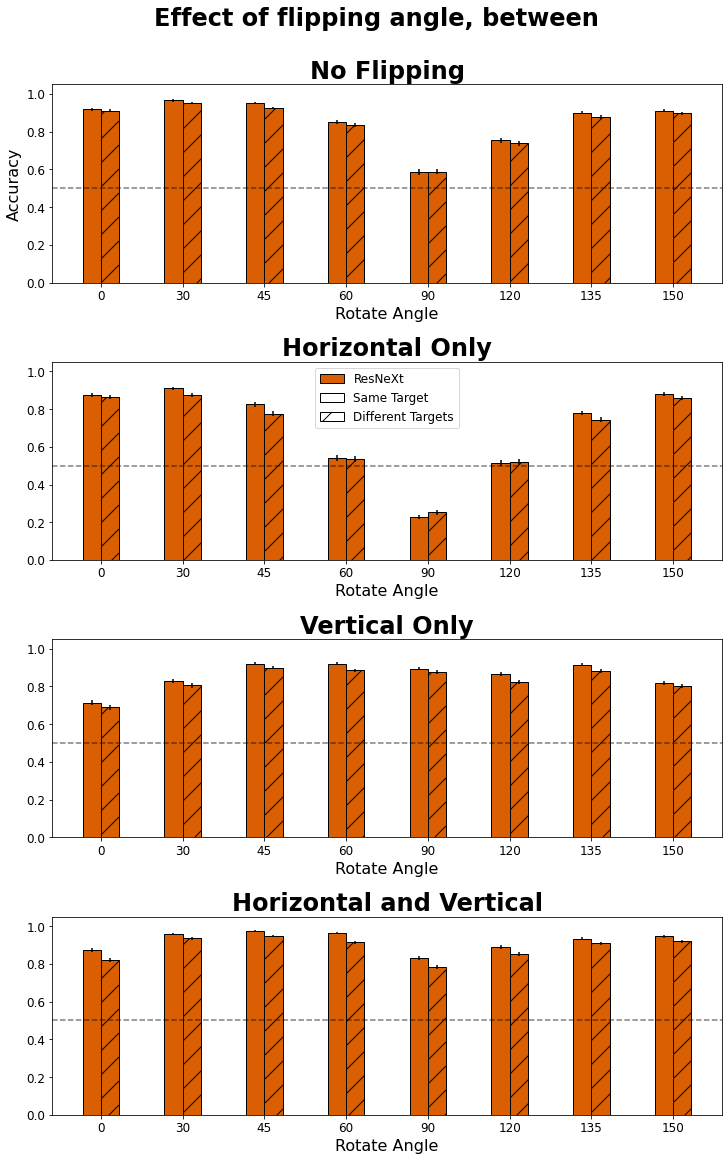 Effect of flipping angle, between
No Flipping
Accuracy
1.0
0.8
0.6
0.4
0.2
0.0
0 30 45 60 90 120 135 150
Rotate Angle
Horizontal Only
1.0
0.8
0.6
0.4
0.2
0.0
ResNeXt
Same Target
Different Targets
0 30 45 60 90 120 135 150
Rotate Angle
Vertical Only
1.0
0.8
0.6
0.4
0.2
0.0
0 30 45 60 90 120 135 150
Rotate Angle
Horizontal and Vertical
1.0
0.8
0.6
0.4
0.2
0.0
0 30 45 60 90 120 135 150
Rotate Angle